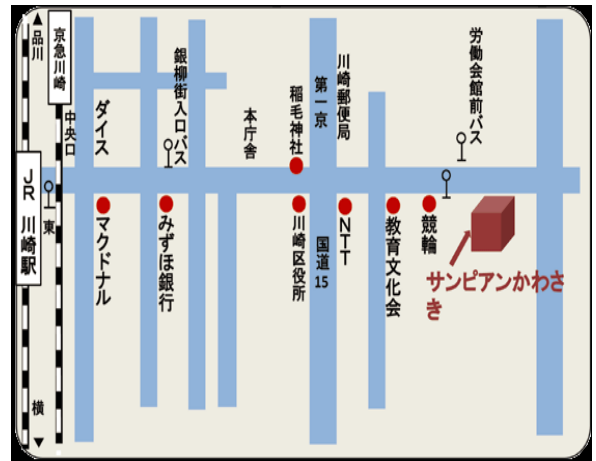 品川
京急川崎
中央口
ダイス
銀柳街入口バス
本庁舎
稲毛神社
第一京
川崎郵便局
労働会館前バス
JR川崎駅
東
マクドナル
みずほ銀行
川崎区役所
国道15
NTT
教育文化会
競輪
サンピアンかわさ
き
横